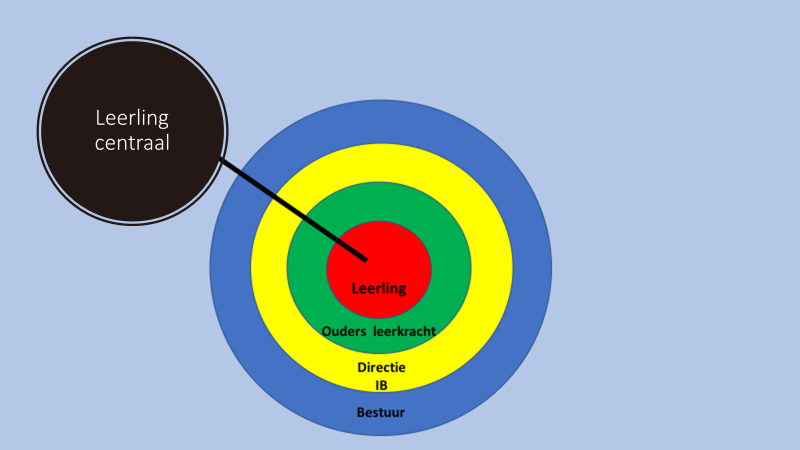 Leerling
centraal
Leerling
Ouders leerkracht
Directie
IB
Bestuur